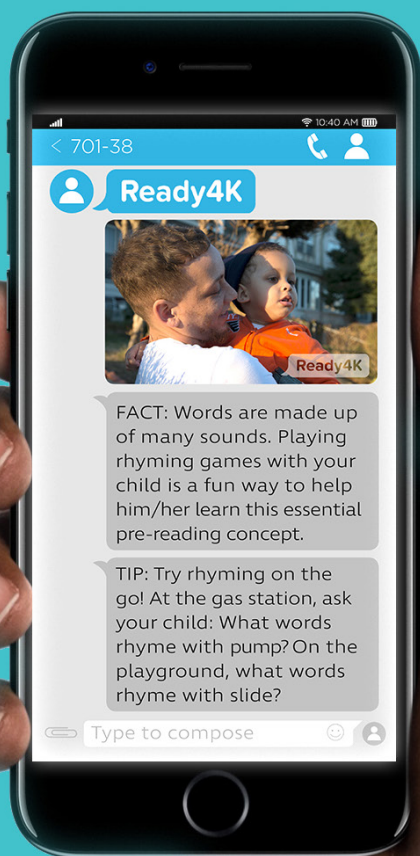 10:40 AM
< 701-38
Ready4K
Ready4K
FACT: Words are made up
of many sounds. Playing
rhyming games with your
child is a fun way to help
him/her learn this essential
pre-reading concept.
TIP: Try rhyming on the
go! At the gas station, ask
your child: What words
rhyme with pump? On the
playground, what words
rhyme with slide?
Type to compose